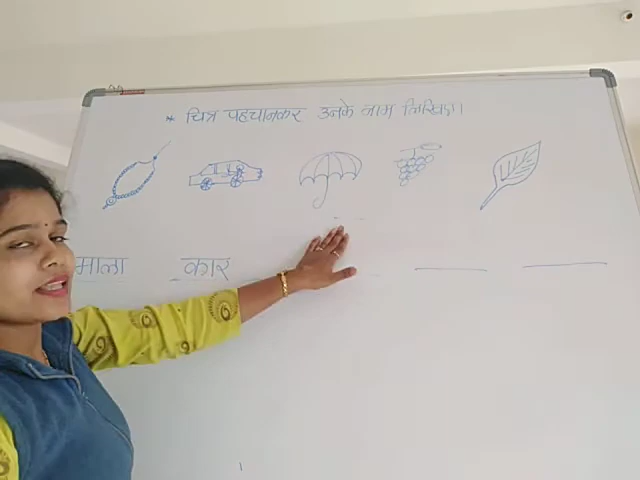 * चित्र पहचानकर उनके नाम लिखिए।
माला कार